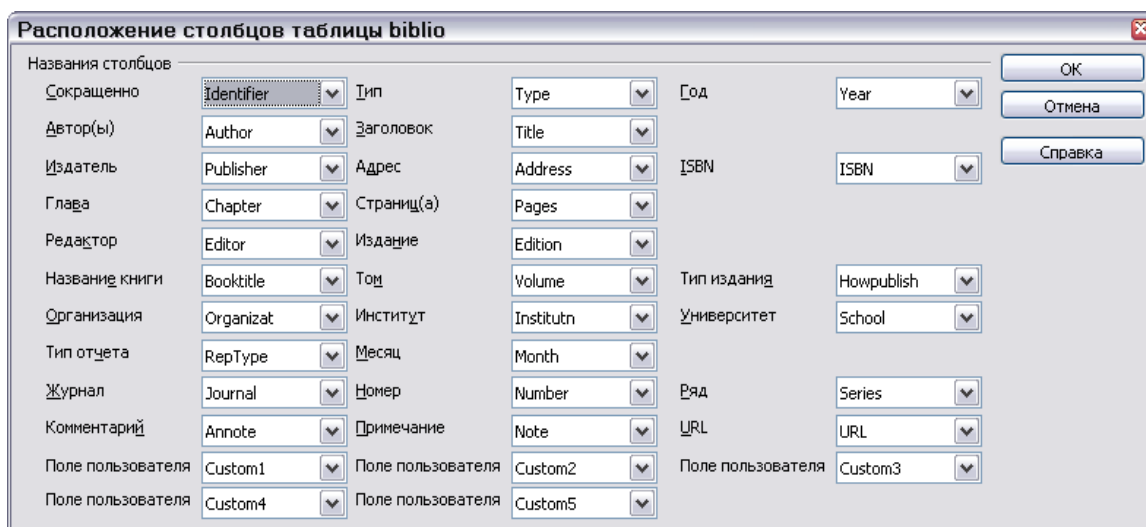 Расположение столбцов таблицы biblio
Названия столбцов
Сокращенно Identifier Тип Type Год Year
ОК
Отмена
Автор(ы) Author Заголовок Title
Справка
Издатель Publisher Адрес Address ISBN ISBN
Глава Chapter Страниц(а) Pages
Редактор Editor Издание Edition
Название книги Booktitle Том Volume Тип издания Howpublish
Организация Organizat Институт Institutn Университет School
Тип отчета RepType Месяц Month
Журнал Journal Номер Number Ряд Series
Комментарий Annote Примечание Note URL URL
Поле пользователя Custom1 Поле пользователя Custom2 Поле пользователя Custom3
Поле пользователя Custom4 Поле пользователя Custom5